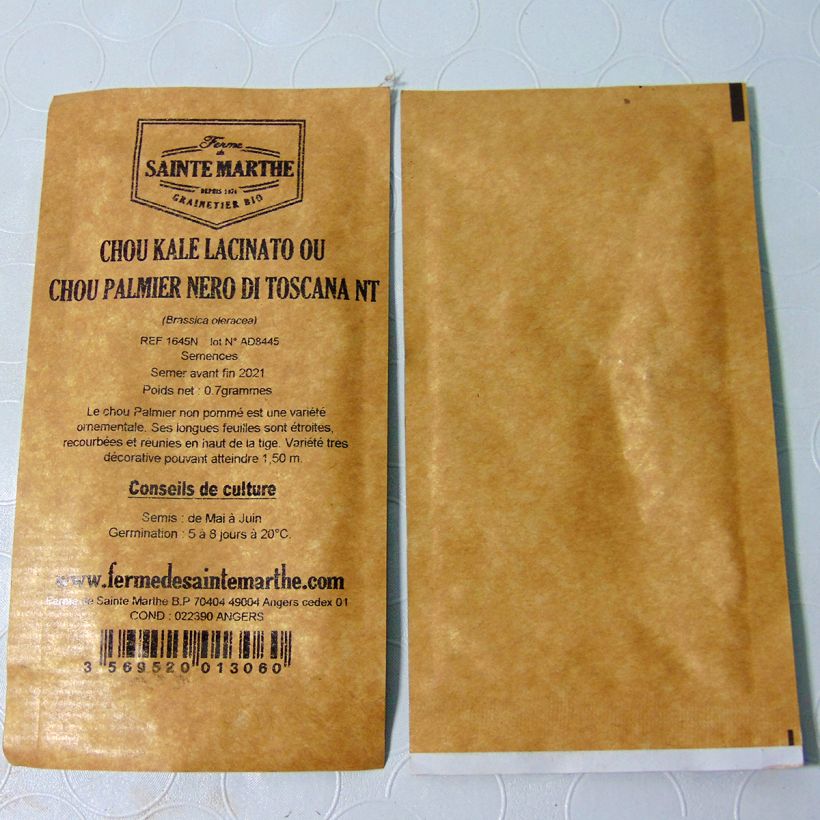 Ferme
de
SAINTE MARTHE
DEPUIS 1974
GRAINETIER BIO
CHOU KALE LACINATO OU
CHOU PALMIER NERO DI TOSCANA NT
(Brassica oleracea)
REF 1645N lot N° AD8445
Semences
Semer avant fin 2021
Poids net : 0.7grammes
Le chou Palmier non pommé est une variété
ornementale. Ses longues feuilles sont étroites,
recourbées et réunies en haut de la tige. Variété très
décorative pouvant atteindre 1,50 m.
Conseils de culture
Semis : de Mai à Juin
Germination : 5 à 8 jours à 20°C.
www.fermedesaintemarthe.com
Ferme de Sainte Marthe B.P 70404 49004 Angers cedex 01
COND : 022390 ANGERS
3 569520 013060